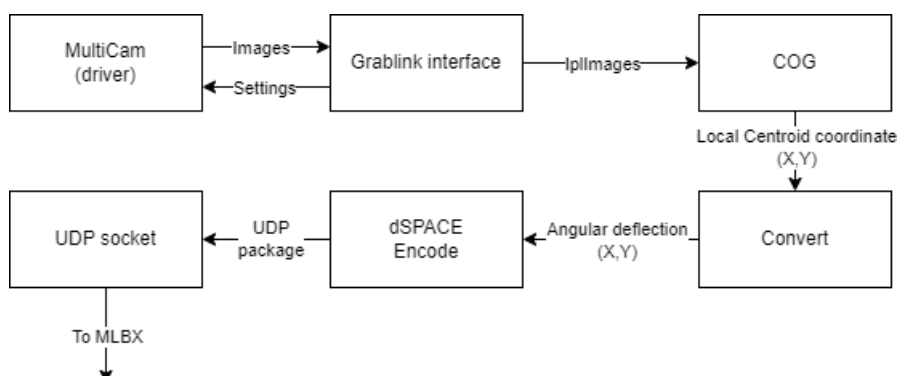 MultiCam
(driver)
Images
Settings
Grablink interface
IplImages
COG
Local Centroid coordinate
(X,Y)
Convert
Angular deflection
(X,Y)
dSPACE
Encode
UDP
package
UDP socket
To MLBX